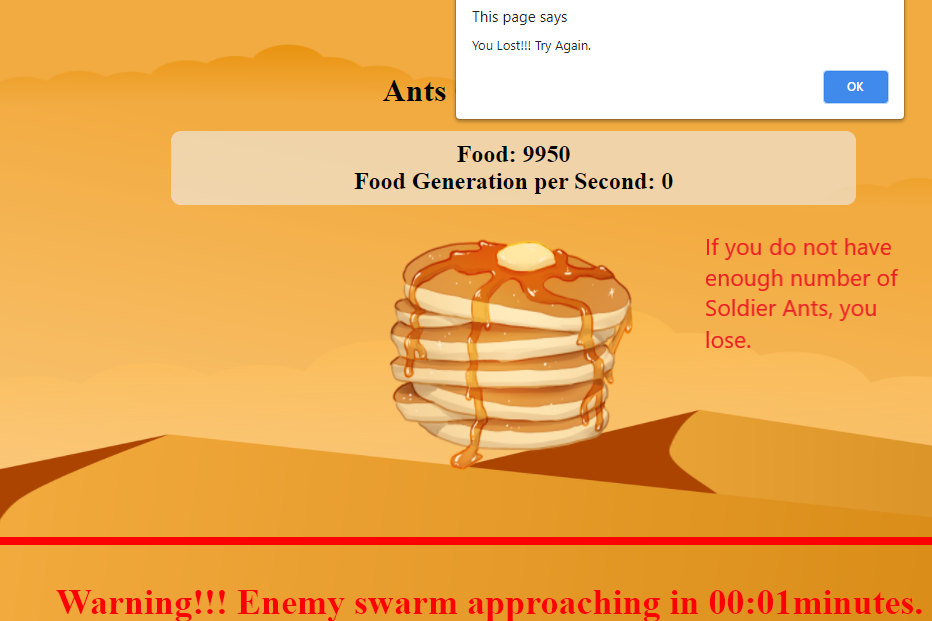 This page says
You Lost!!! Try Again.
OK
Ants
Food: 9950
Food Generation per Second: 0
If you do not have
enough number of
Soldier Ants, you
lose.
Warning!!! Enemy swarm approaching in 00:01minutes.